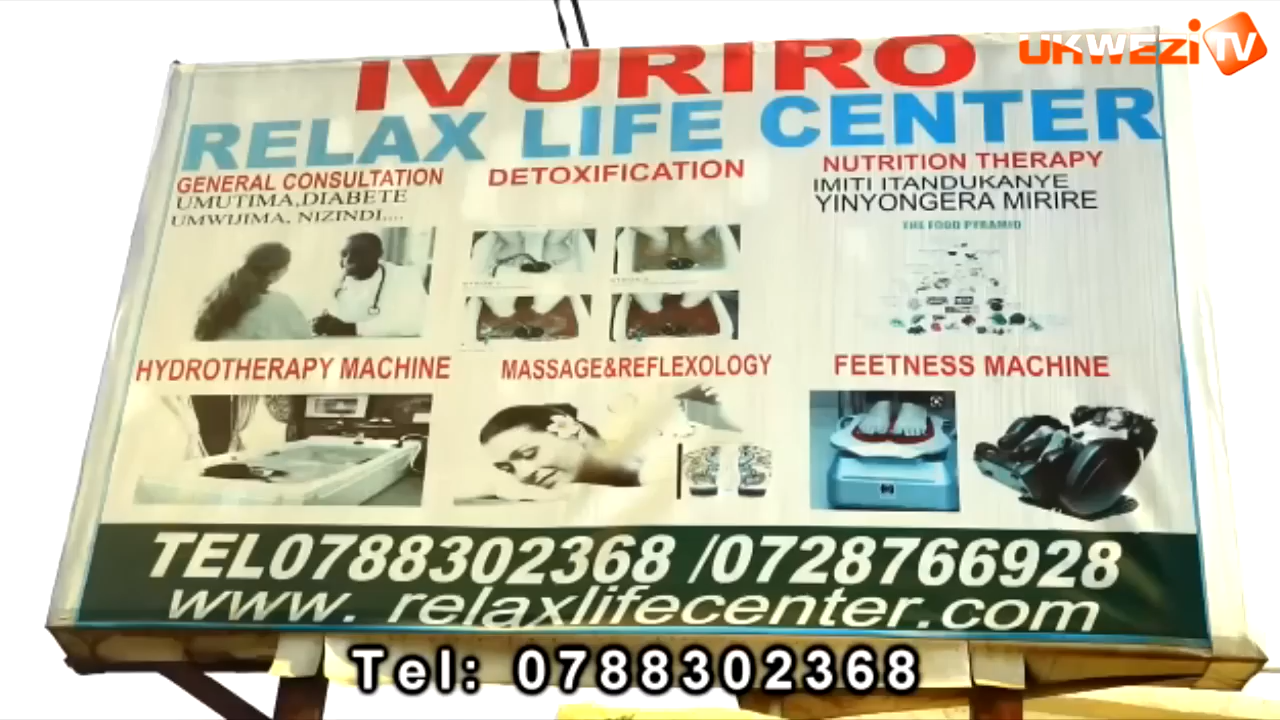 UKWEZI TV
IVURIRO
RELAX LIFE CENTER
GENERAL CONSULTATION
UMUTIMA,DIABETE
UMWIJIMA, NIZINDI....
DETOXIFICATION
NUTRITION THERAPY
IMITI ITANDUKANYE
YINYONGERA MIRIRE
THE FOOD PYRAMID
HYDROTHERAPY MACHINE
MASSAGE&REFLEXOLOGY
FEETNESS MACHINE
TEL0788302368 /0728766928
www. relaxlifecenter.com
Tel: 0788302368